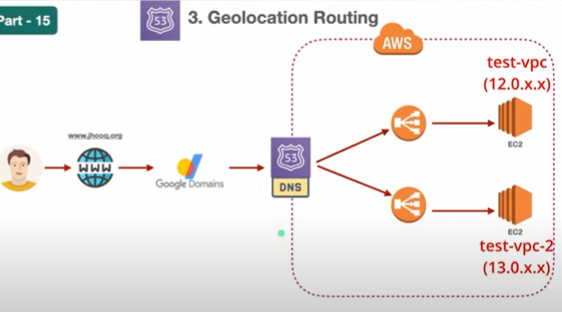 Part - 15
53
3. Geolocation Routing
AWS
test-vpc
(12.0.x.x)
www.jhooq.org
WWW
Google Domains
53
DNS
EC2
EC2
test-vpc-2
(13.0.x.x)